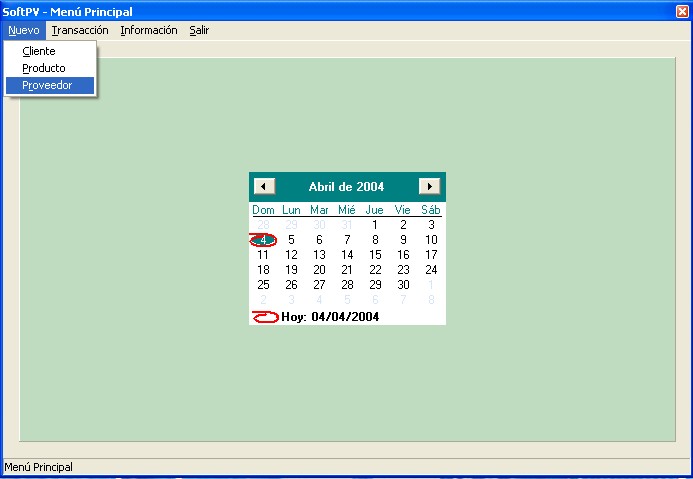 SoftPV - Menú Principal
Nuevo Transacción Información Salir
Cliente
Producto
Proveedor
Abril de 2004
Dom Lun Mar Mié Jue Vie Sáb
28 29 30 31 1 2 3
4 5 6 7 8 9 10
11 12 13 14 15 16 17
18 19 20 21 22 23 24
25 26 27 28 29 30 1
2 3 4 5 6 7 8
Hoy: 04/04/2004
Menú Principal